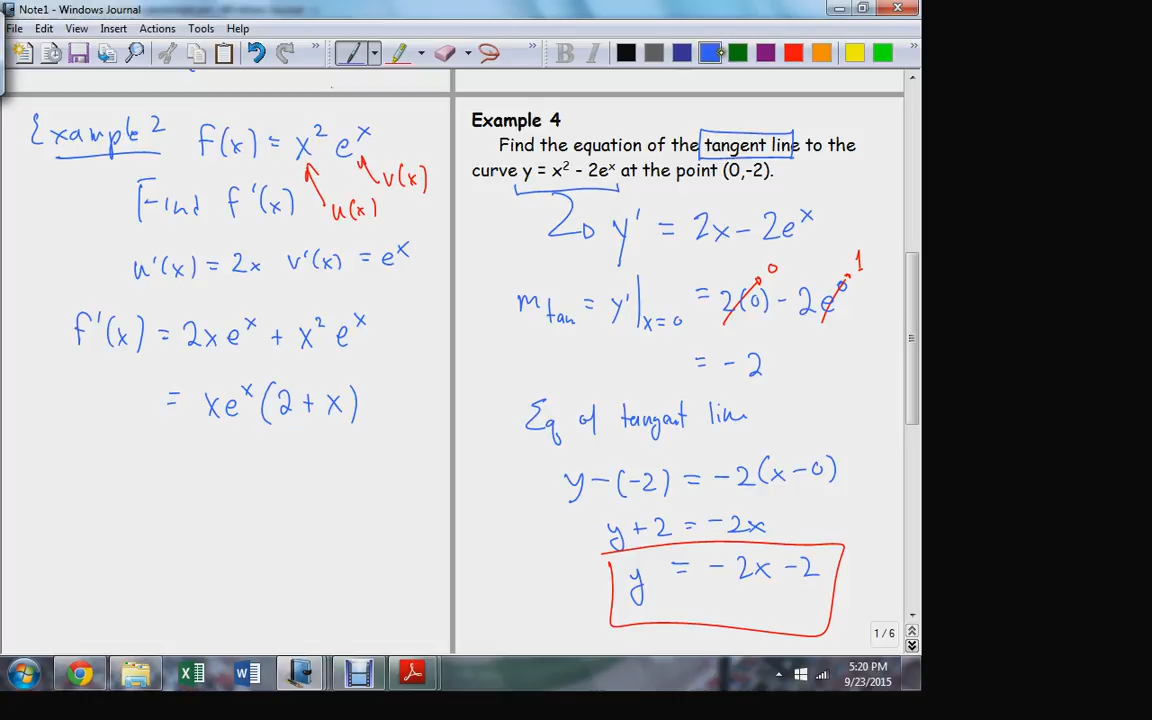 Note1 - Windows Journal
File Edit View Insert Actions Tools Help
B I
Example 2 f(x) = x² eˣ
v(x)
Find f'(x) u(x)
u'(x) = 2x v'(x) = eˣ
f'(x) = 2x eˣ + x² eˣ
= xeˣ(2 + x)
Example 4
Find the equation of the tangent line to the
curve y = x² - 2eˣ at the point (0,-2).
y' = 2x - 2eˣ
0 1
m tan = y'|x=0 = 2(0) - 2e⁰
= -2
Eq of tangent line
y - (-2) = -2(x - 0)
y + 2 = -2x
y = -2x - 2
1 / 6
5:20 PM
9/23/2015